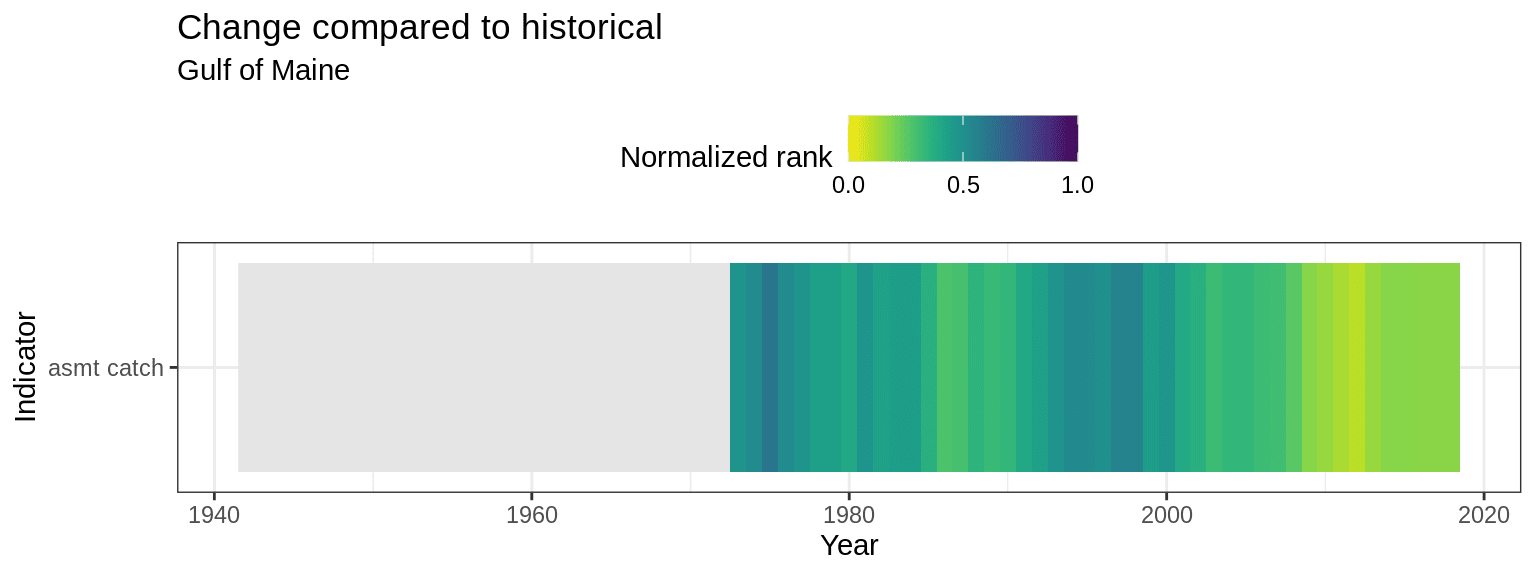 Change compared to historical
Gulf of Maine
Normalized rank
0.0 0.5 1.0
Indicator
asmt catch
1940 1960 1980 2000 2020
Year